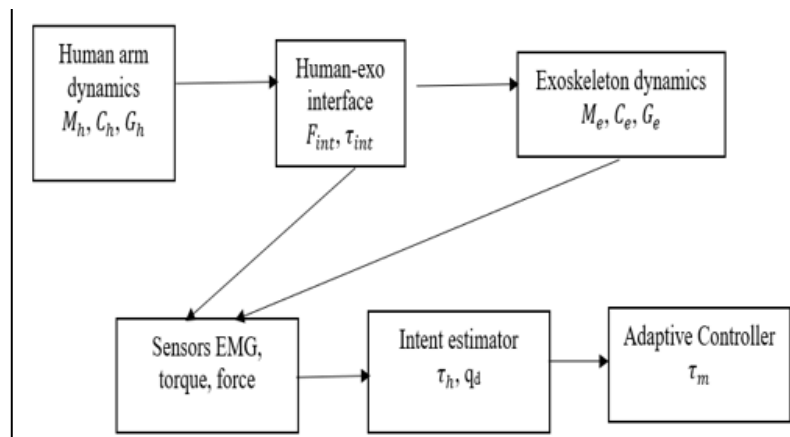 Human arm
dynamics
M_h, C_h, G_h
Human-exo
interface
F_int, τ_int
Exoskeleton dynamics
M_e, C_e, G_e
Sensors EMG,
torque, force
Intent estimator
τ_h, q_d
Adaptive Controller
τ_m